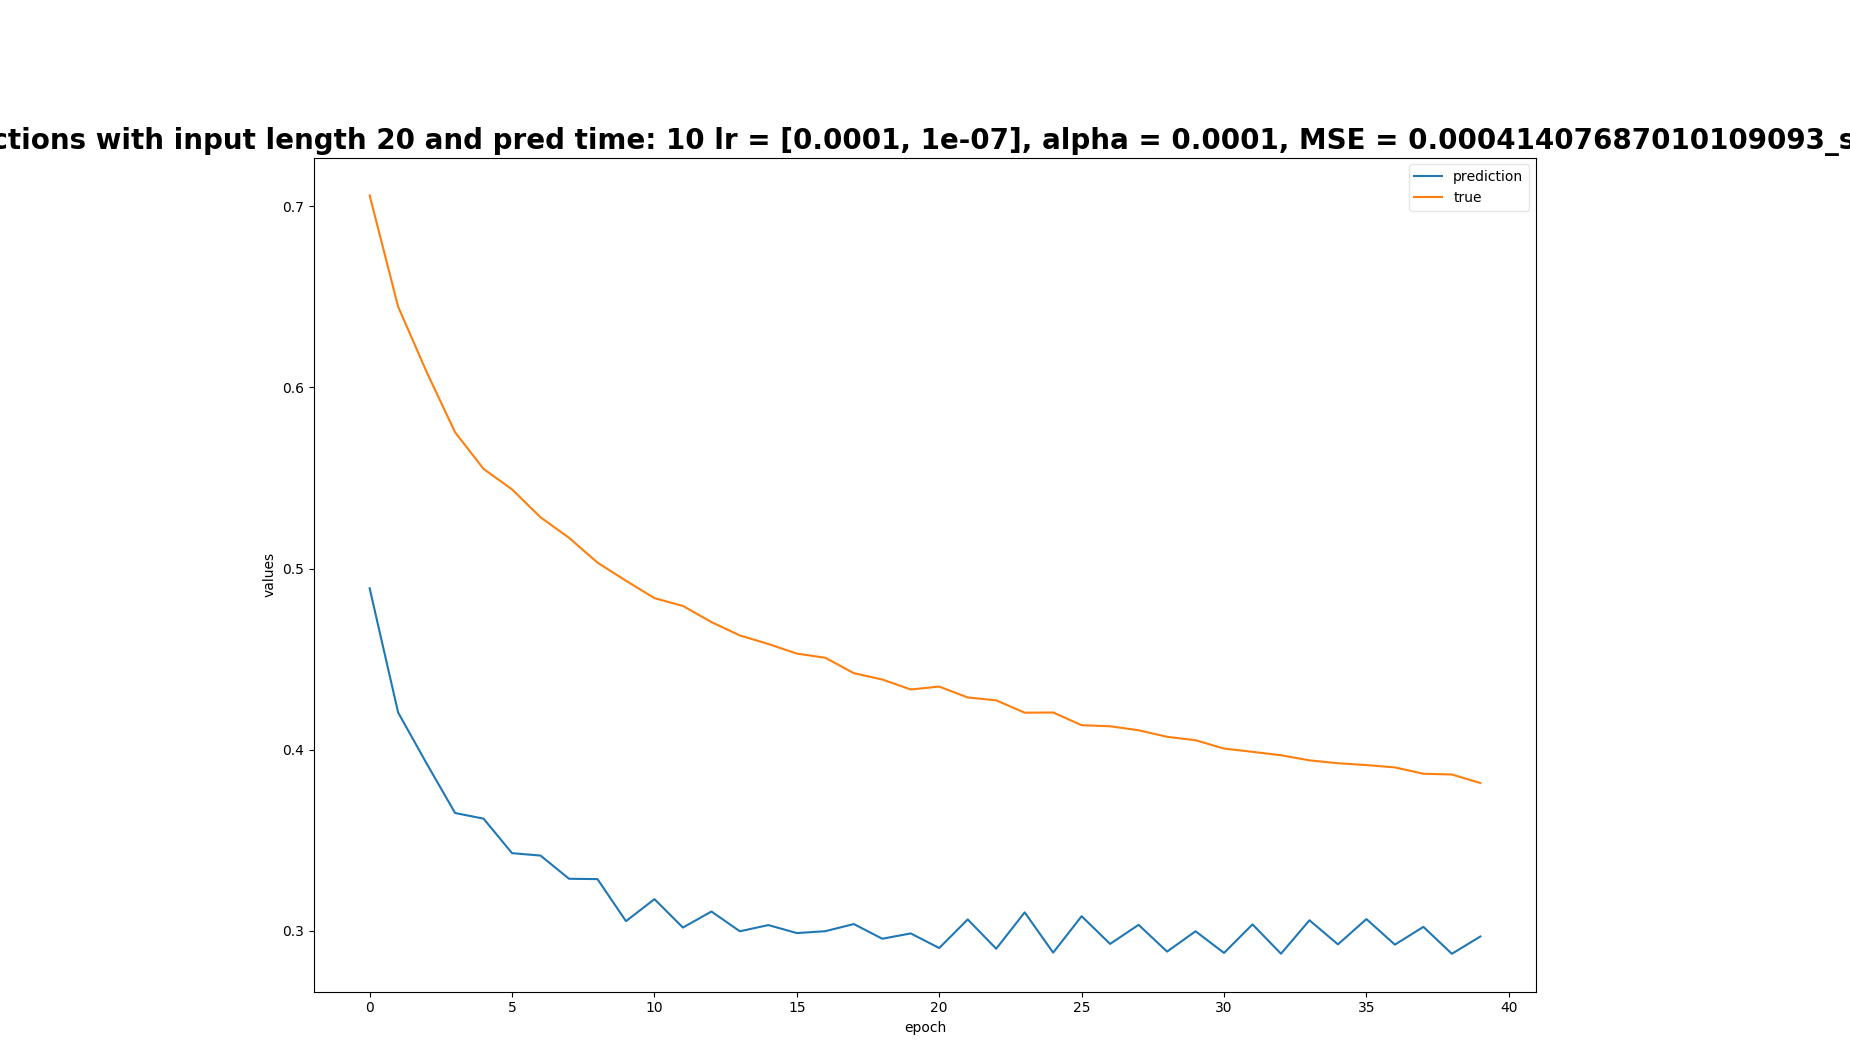 ctions with input length 20 and pred time: 10 lr = [0.0001, 1e-07], alpha = 0.0001, MSE = 0.00041407687010109093_s
prediction
true
0.7
0.6
0.5
0.4
0.3
values
0 5 10 15 20 25 30 35 40
epoch